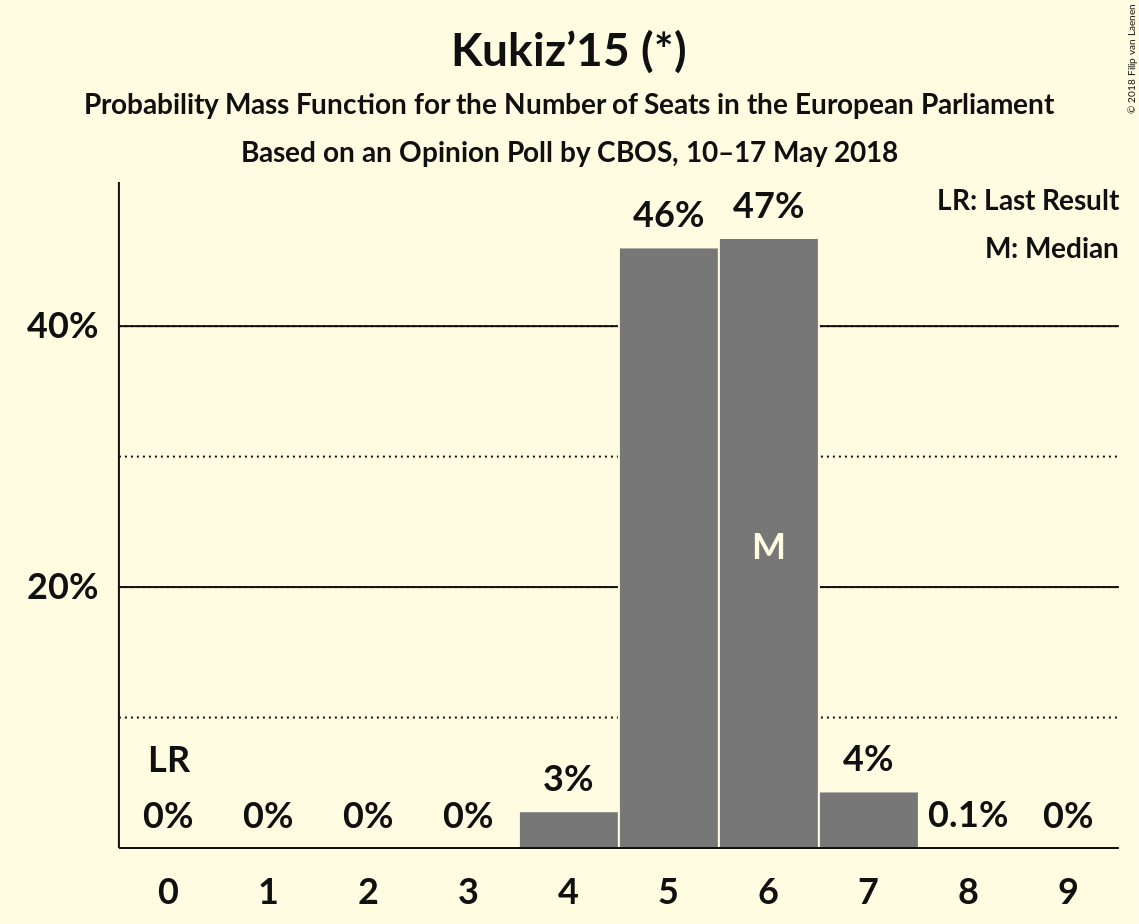 Kukiz’15 (*)
Probability Mass Function for the Number of Seats in the European Parliament
Based on an Opinion Poll by CBOS, 10–17 May 2018
© 2018 Filip van Laenen
LR: Last Result
M: Median
46%
47%
40%
M
20%
LR
3%
4%
0%
0%
0%
0%
0.1%
0%
0
1
2
3
4
5
6
7
8
9